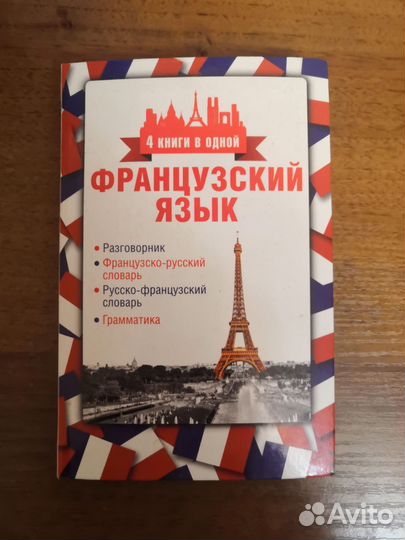 4 КНИГИ В ОДНОЙ
ФРАНЦУЗСКИЙ
ЯЗЫК
• Разговорник
• Французско-русский
словарь
• Русско-французский
словарь
• Грамматика
Avito